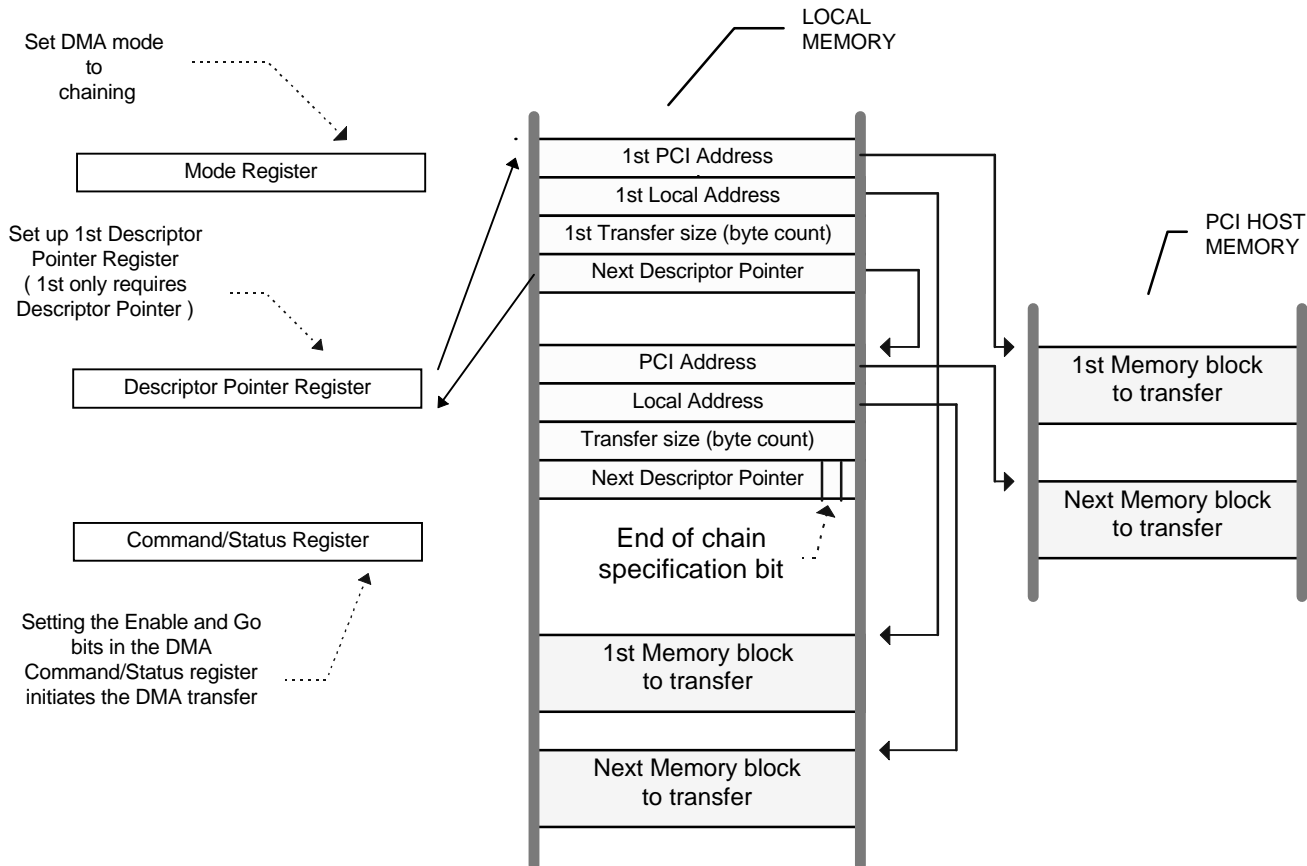 Set DMA mode
to
chaining
Mode Register
Set up 1st Descriptor
Pointer Register
( 1st only requires
Descriptor Pointer )
Descriptor Pointer Register
Command/Status Register
Setting the Enable and Go
bits in the DMA
Command/Status register
initiates the DMA transfer
LOCAL
MEMORY
1st PCI Address
1st Local Address
1st Transfer size (byte count)
Next Descriptor Pointer
PCI Address
Local Address
Transfer size (byte count)
Next Descriptor Pointer
End of chain
specification bit
1st Memory block
to transfer
Next Memory block
to transfer
PCI HOST
MEMORY
1st Memory block
to transfer
Next Memory block
to transfer